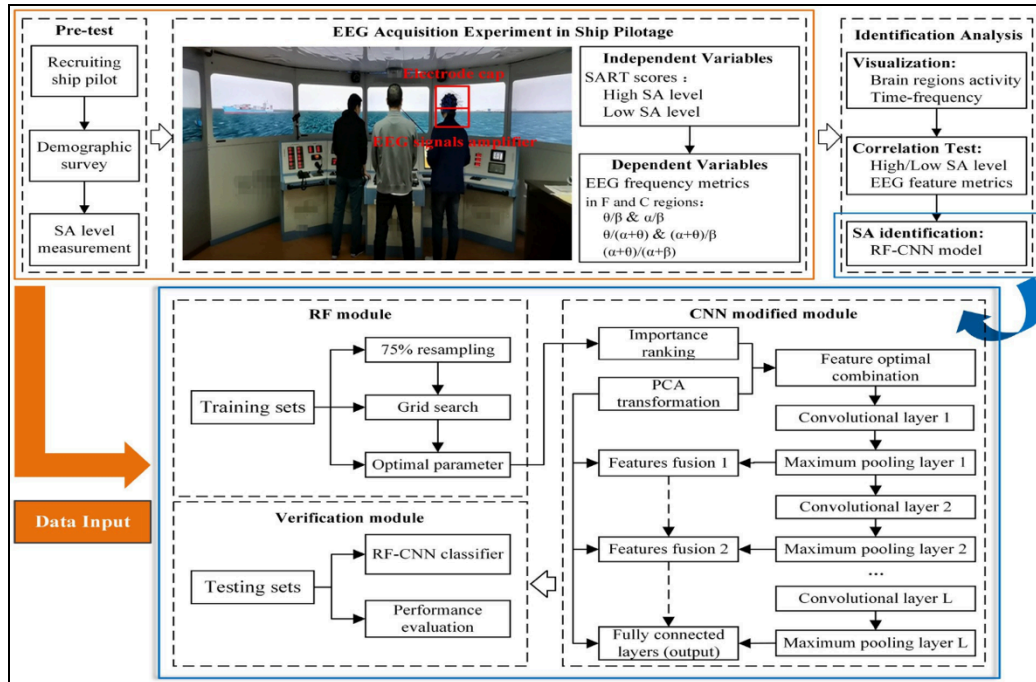 Pre-test
Recruiting
ship pilot
Demographic
survey
SA level
measurement
EEG Acquisition Experiment in Ship Pilotage
Electrode cap
EEG signals amplifier
Independent Variables
SART scores：
High SA level
Low SA level
Dependent Variables
EEG frequency metrics
in F and C regions：
θ/β & α/β
θ/(α+θ) & (α+θ)/β
(α+θ)/(α+β)
Identification Analysis
Visualization:
Brain regions activity
Time-frequency
Correlation Test:
High/Low SA level
EEG feature metrics
SA identification:
RF-CNN model
Data Input
RF module
Training sets
75% resampling
Grid search
Optimal parameter
Verification module
Testing sets
RF-CNN classifier
Performance
evaluation
CNN modified module
Importance
ranking
PCA
transformation
Feature optimal
combination
Convolutional layer 1
Features fusion 1
Maximum pooling layer 1
Convolutional layer 2
Features fusion 2
Maximum pooling layer 2
...
Convolutional layer L
Fully connected
layers (output)
Maximum pooling layer L